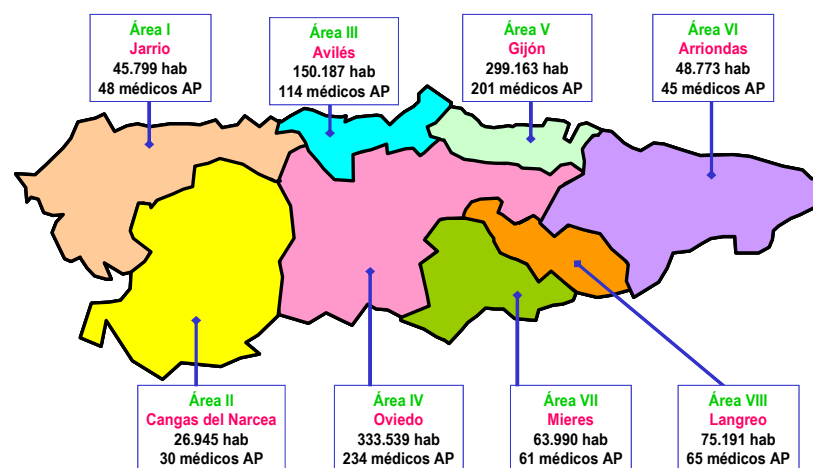 Área I
Jarrio
45.799 hab
48 médicos AP
Área III
Avilés
150.187 hab
114 médicos AP
Área V
Gijón
299.163 hab
201 médicos AP
Área VI
Arriondas
48.773 hab
45 médicos AP
Área II
Cangas del Narcea
26.945 hab
30 médicos AP
Área IV
Oviedo
333.539 hab
234 médicos AP
Área VII
Mieres
63.990 hab
61 médicos AP
Área VIII
Langreo
75.191 hab
65 médicos AP